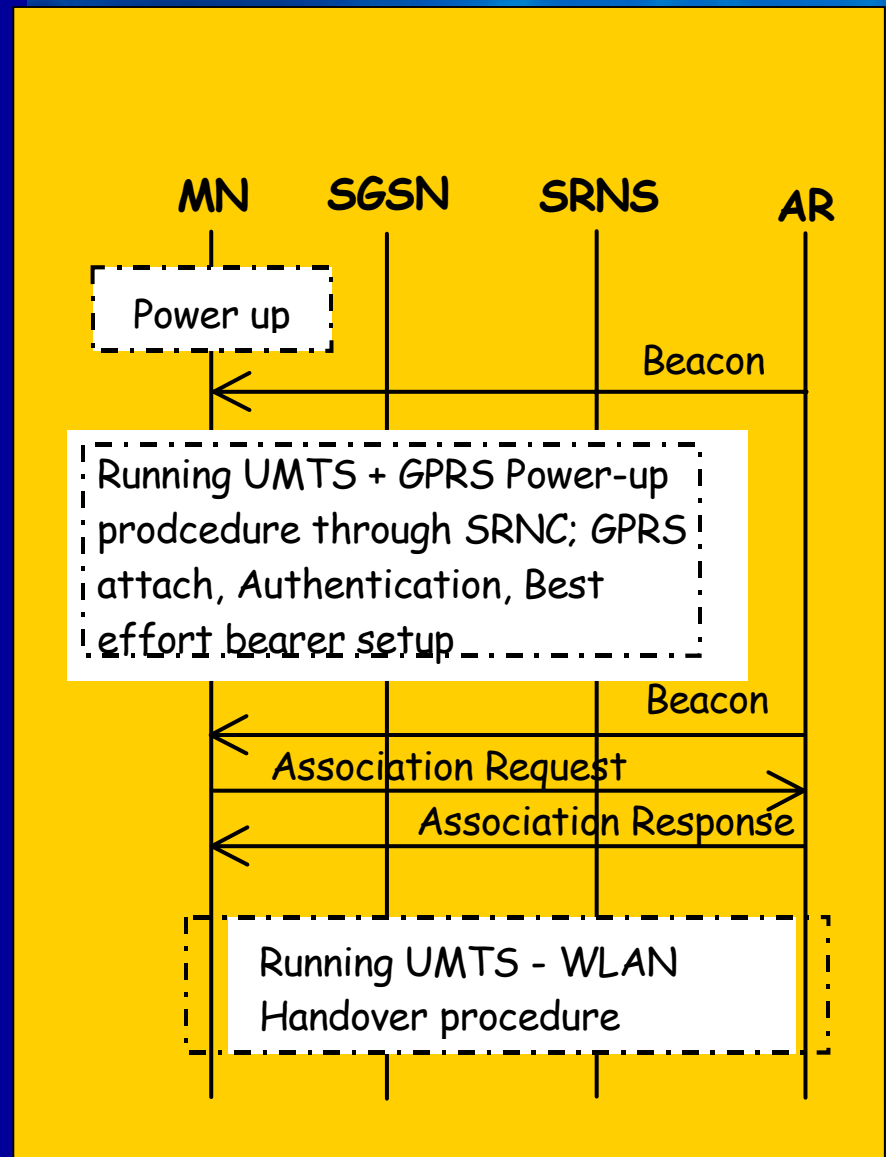 MN SGSN SRNS AR
Power up
Beacon
Running UMTS + GPRS Power-up
prodcedure through SRNC; GPRS
attach, Authentication, Best
effort bearer setup
Beacon
Association Request
Association Response
Running UMTS - WLAN
Handover procedure